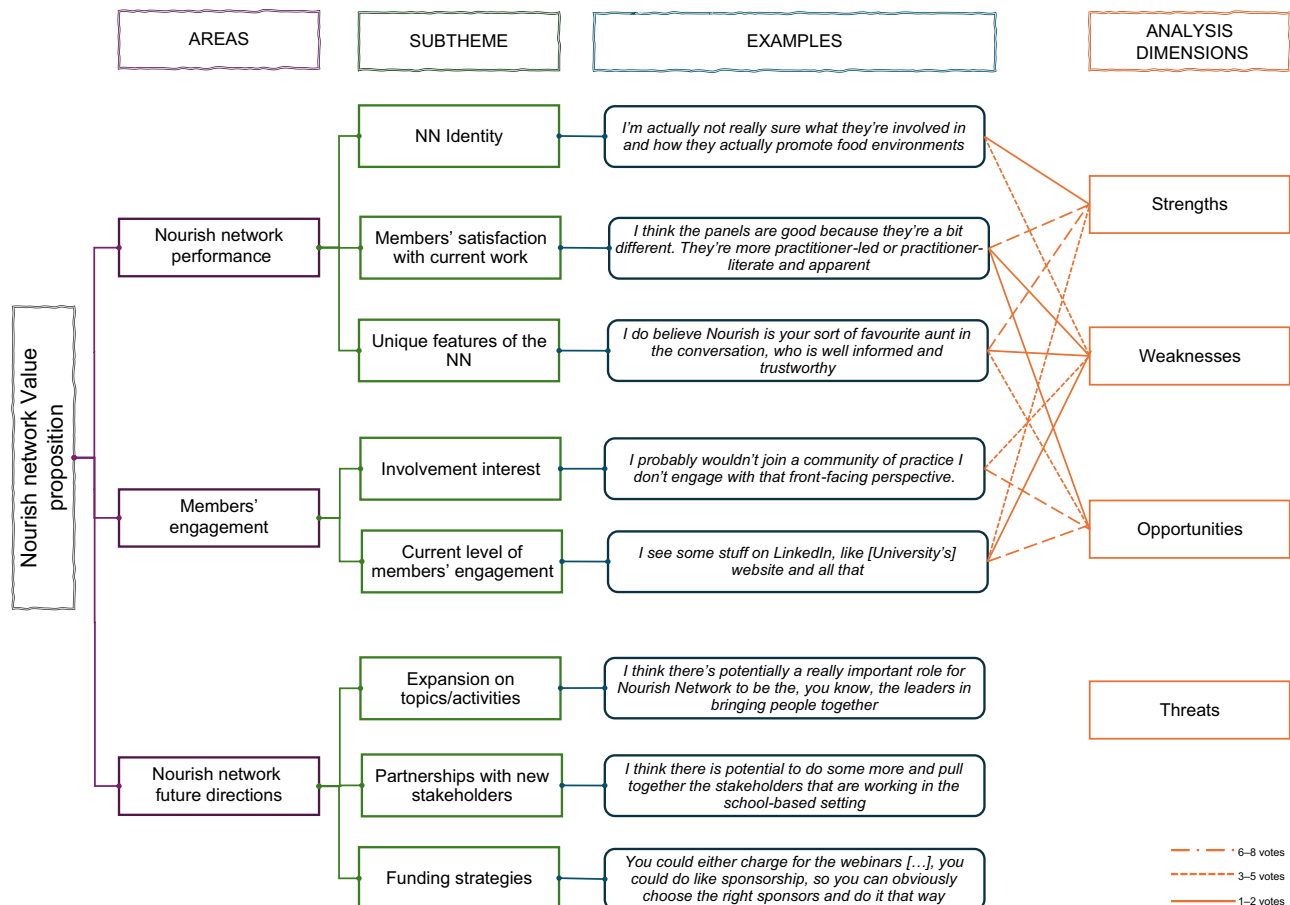 AREAS
SUBTHEME
EXAMPLES
ANALYSIS
DIMENSIONS
Nourish network Value
proposition
Nourish network
performance
NN Identity
I'm actually not really sure what they're involved in
and how they actually promote food environments
Members' satisfaction
with current work
I think the panels are good because they're a bit
different. They're more practitioner-led or practitioner-
literate and apparent
Unique features of the
NN
I do believe Nourish is your sort of favourite aunt in
the conversation, who is well informed and
trustworthy
Members'
engagement
Involvement interest
I probably wouldn't join a community of practice I
don't engage with that front-facing perspective.
Current level of
members' engagement
I see some stuff on LinkedIn, like [University's]
website and all that
Nourish network
future directions
Expansion on
topics/activities
I think there's potentially a really important role for
Nourish Network to be the, you know, the leaders in
bringing people together
Partnerships with new
stakeholders
I think there is potential to do some more and pull
together the stakeholders that are working in the
school-based setting
Funding strategies
You could either charge for the webinars […], you
could do like sponsorship, so you can obviously
choose the right sponsors and do it that way
Strengths
Weaknesses
Opportunities
Threats
6–8 votes
3–5 votes
1–2 votes